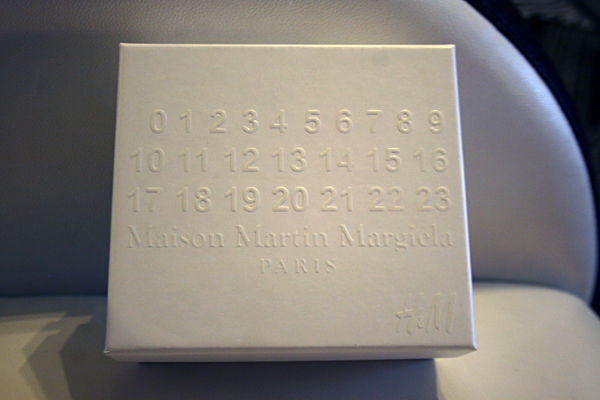 0 1 2 3 4 5 6 7 8 9
10 11 12 13 14 15 16
17 18 19 20 21 22 23
Maison Martin Margiela
PARIS
H&M